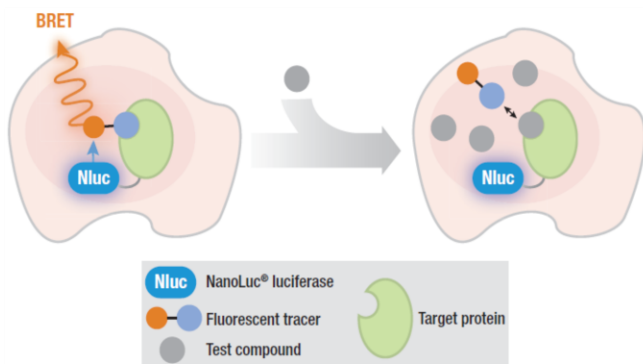 BRET
Nluc
Nluc
Nluc NanoLuc® luciferase
Fluorescent tracer
Test compound
Target protein